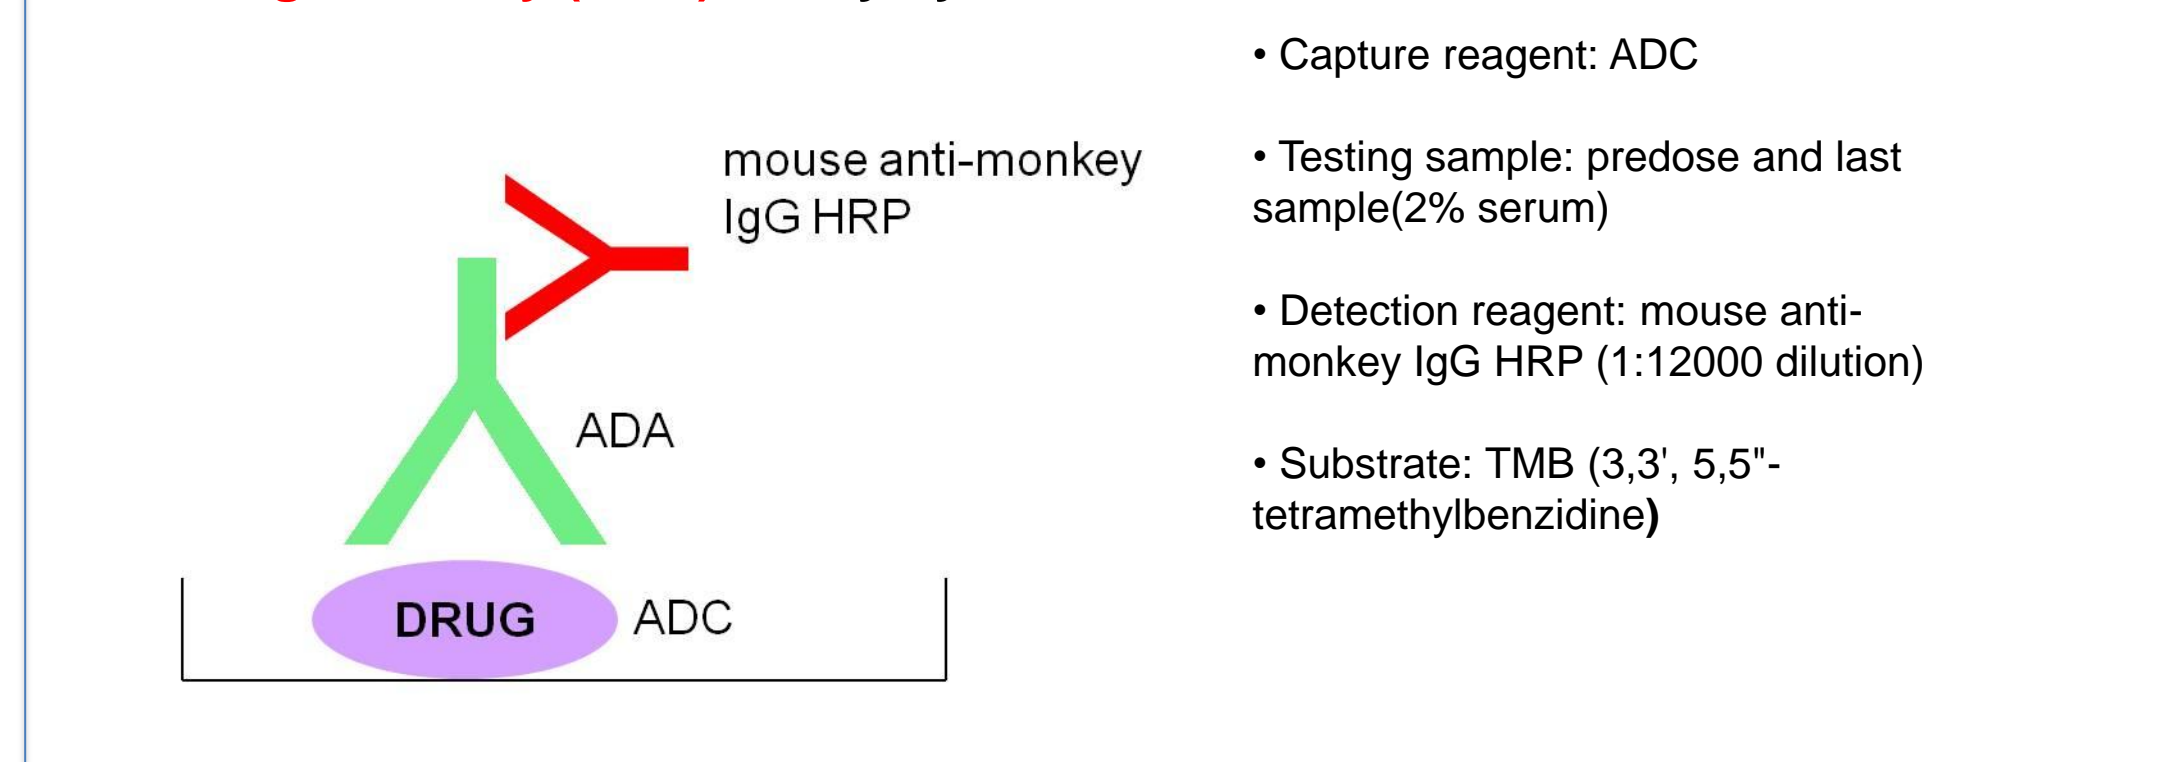 mouse anti-monkey
IgG HRP
ADA
DRUG
ADC
• Capture reagent: ADC
• Testing sample: predose and last
sample(2% serum)
• Detection reagent: mouse anti-
monkey IgG HRP (1:12000 dilution)
• Substrate: TMB (3,3', 5,5"-
tetramethylbenzidine)